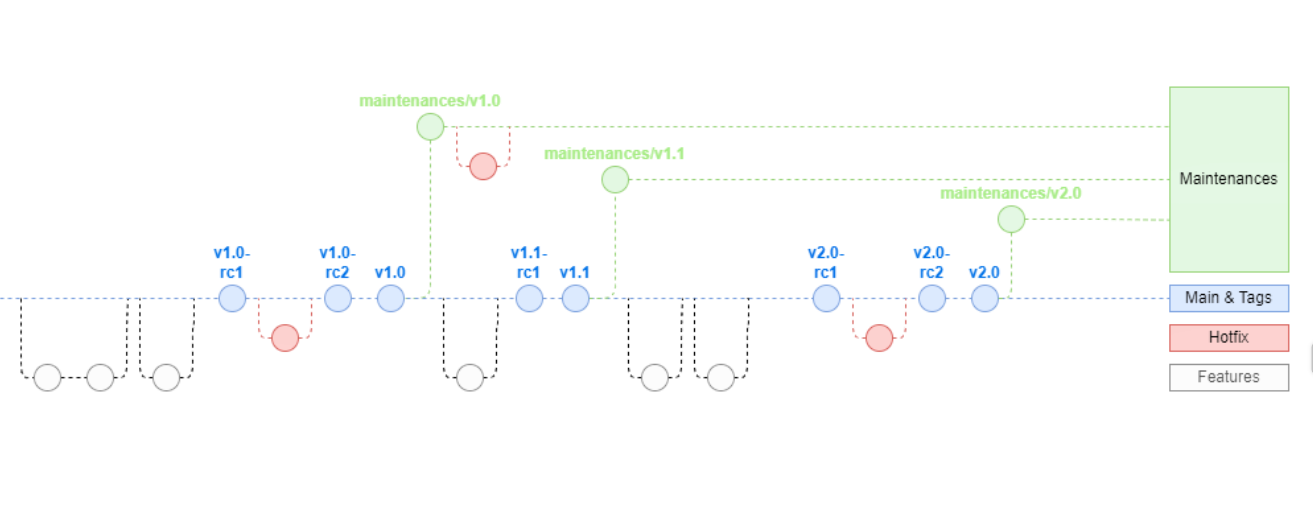 maintenances/v1.0
maintenances/v1.1
maintenances/v2.0
Maintenances
v1.0-
rc1
v1.0-
rc2
v1.0
v1.1-
rc1
v1.1
v2.0-
rc1
v2.0-
rc2
v2.0
Main & Tags
Hotfix
Features